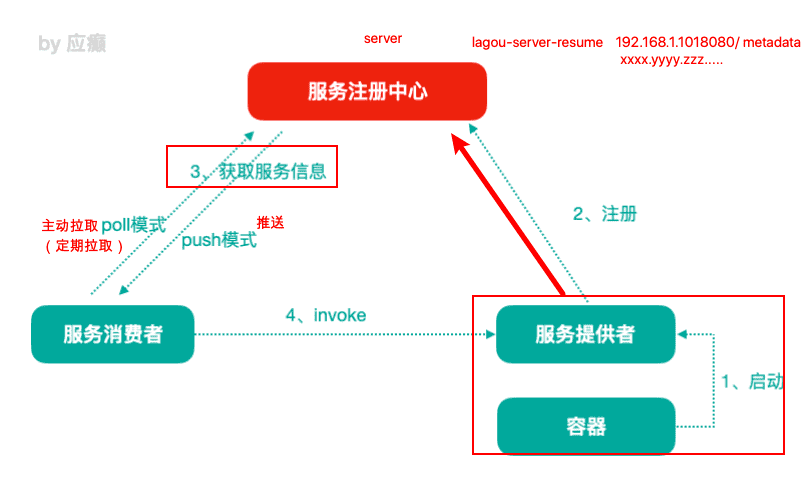 by 应癫
server
lagou-server-resume 192.168.1.1018080/ metadata
xxxx.yyyy.zzz.....
服务注册中心
3、获取服务信息
主动拉取 poll模式
（定期拉取）
推送
push模式
2、注册
服务消费者
4、invoke
服务提供者
1、启动
容器